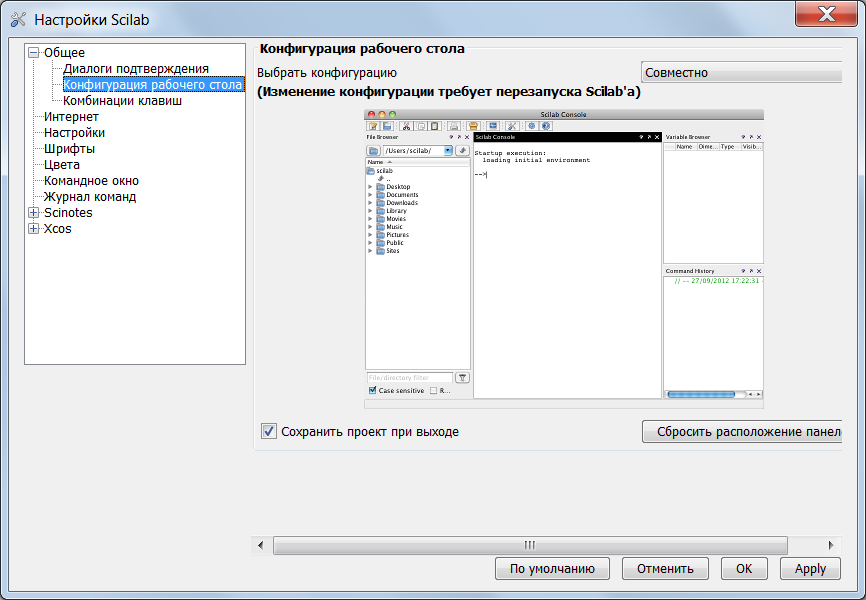 Настройки Scilab
Общее
Диалоги подтверждения
Конфигурация рабочего стола
Комбинации клавиш
Интернет
Настройки
Шрифты
Цвета
Командное окно
Журнал команд
Scinotes
Xcos
Конфигурация рабочего стола
Выбрать конфигурацию
Совместно
(Изменение конфигурации требует перезапуска Scilab'а)
Scilab Console
File Browser
/Users/scilab/
Name
scilab
..
Desktop
Documents
Downloads
Library
Movies
Music
Pictures
Public
Sites
File/directory filter
Case sensitive
R...
Scilab Console
Startup execution:
loading initial environment
-->
Variable Browser
Name Dime... Type Visib...
Command History
// -- 27/09/2012 17:22:31
Сохранить проект при выходе
Сбросить расположение панел
По умолчанию
Отменить
OK
Apply